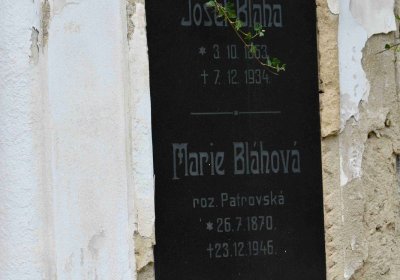 Josef Bláha
* 3. 10. 1863.
† 7. 12. 1934.
Marie Bláhová
roz. Patrovská
* 26.7.1870.
† 23.12.1946.